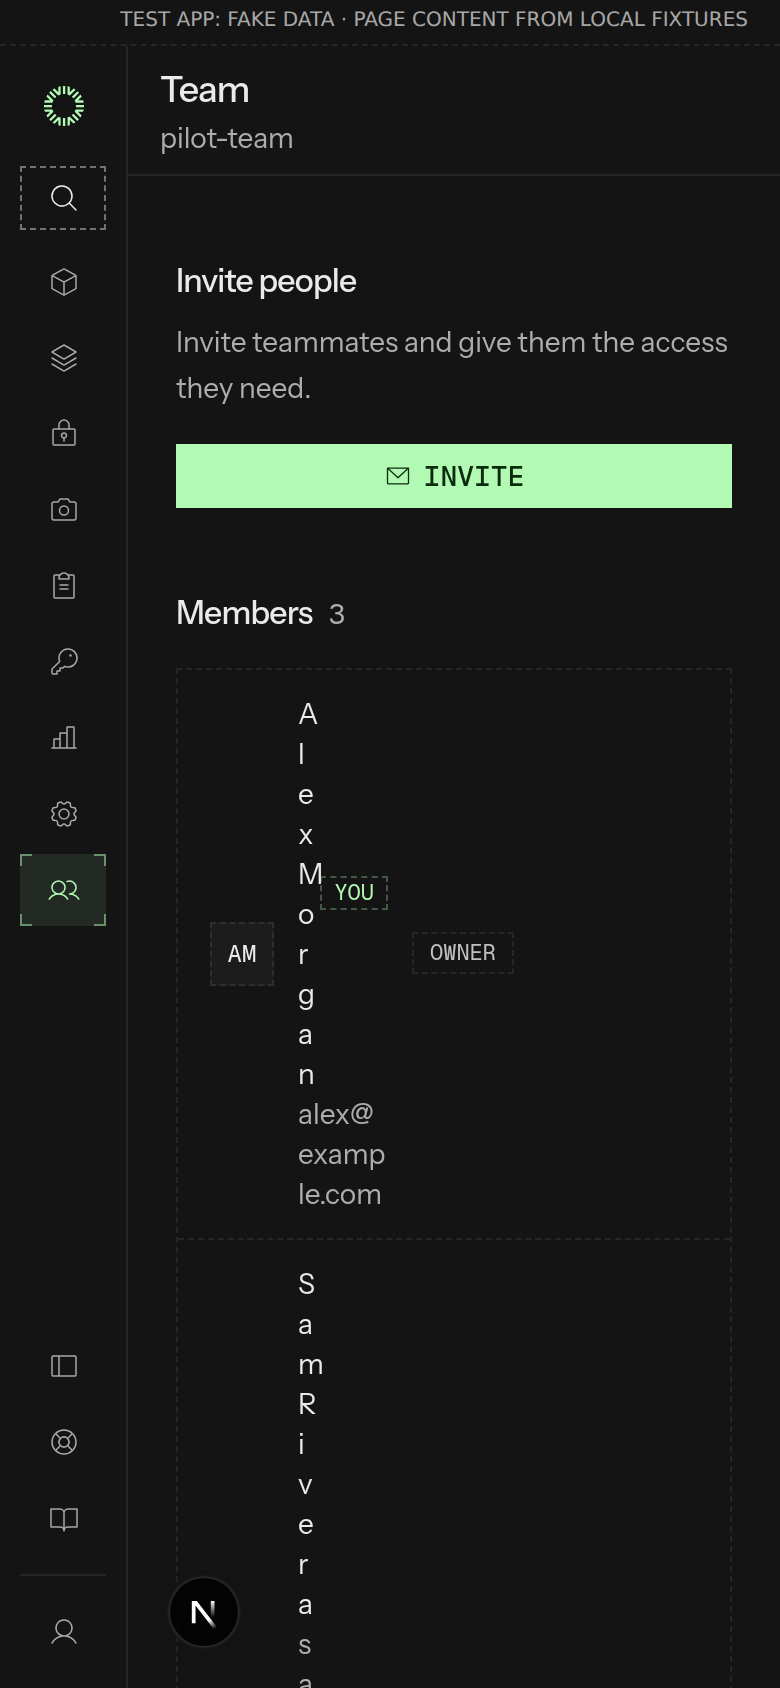 TEST APP: FAKE DATA · PAGE CONTENT FROM LOCAL FIXTURES
Team
pilot-team
Invite people
Invite teammates and give them the access
they need.
INVITE
Members 3
AM
A
l
e
x
M
o
r
g
a
n
YOU
alex@
examp
le.com
OWNER
S
a
m
R
i
v
e
r
a
s
a
N